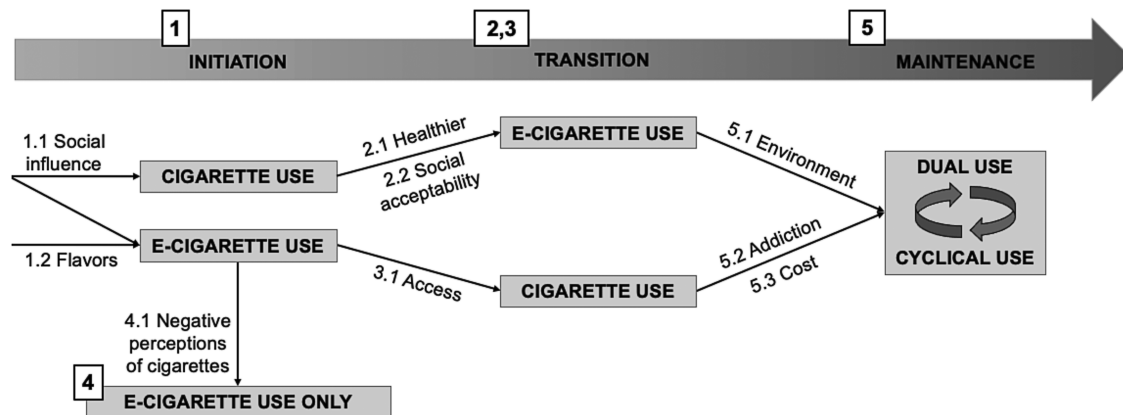 1
2,3
5
INITIATION
TRANSITION
MAINTENANCE
1.1 Social
influence
CIGARETTE USE
2.1 Healthier
2.2 Social
acceptability
E-CIGARETTE USE
5.1 Environment
DUAL USE
CYCLICAL USE
1.2 Flavors
E-CIGARETTE USE
3.1 Access
CIGARETTE USE
5.2 Addiction
5.3 Cost
4.1 Negative
perceptions
of cigarettes
4
E-CIGARETTE USE ONLY